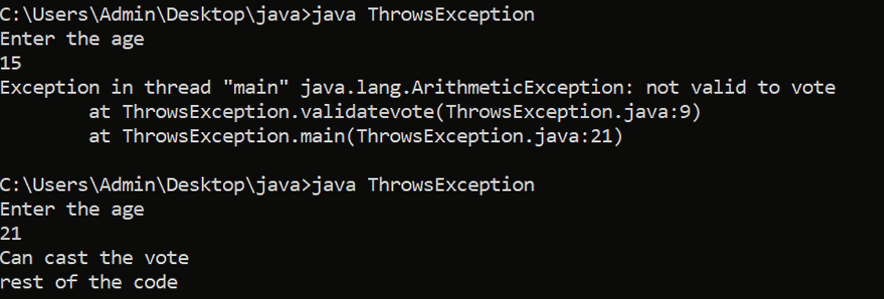 C:\Users\Admin\Desktop\java>java ThrowsException
Enter the age
15
Exception in thread "main" java.lang.ArithmeticException: not valid to vote
        at ThrowsException.validatevote(ThrowsException.java:9)
        at ThrowsException.main(ThrowsException.java:21)
C:\Users\Admin\Desktop\java>java ThrowsException
Enter the age
21
Can cast the vote
rest of the code